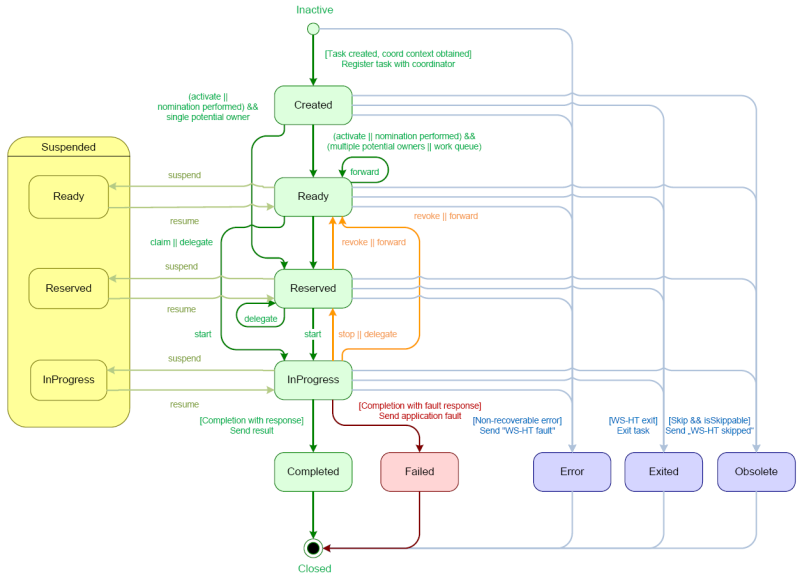 Inactive
[Task created, coord context obtained]
Register task with coordinator
(activate ||
nomination performed) &&
single potential owner
Created
(activate || nomination performed) &&
(multiple potential owners || work queue)
Suspended
suspend
forward
Ready
Ready
resume
revoke || forward
claim || delegate
revoke || forward
suspend
Reserved
Reserved
resume
delegate
start
start
stop || delegate
suspend
InProgress
InProgress
resume
[Completion with response]
Send result
[Completion with fault response]
Send application fault
[Non-recoverable error]
Send "WS-HT fault"
[WS-HT exit]
Exit task
[Skip && isSkippable]
Send „WS-HT skipped"
Completed
Failed
Error
Exited
Obsolete
Closed